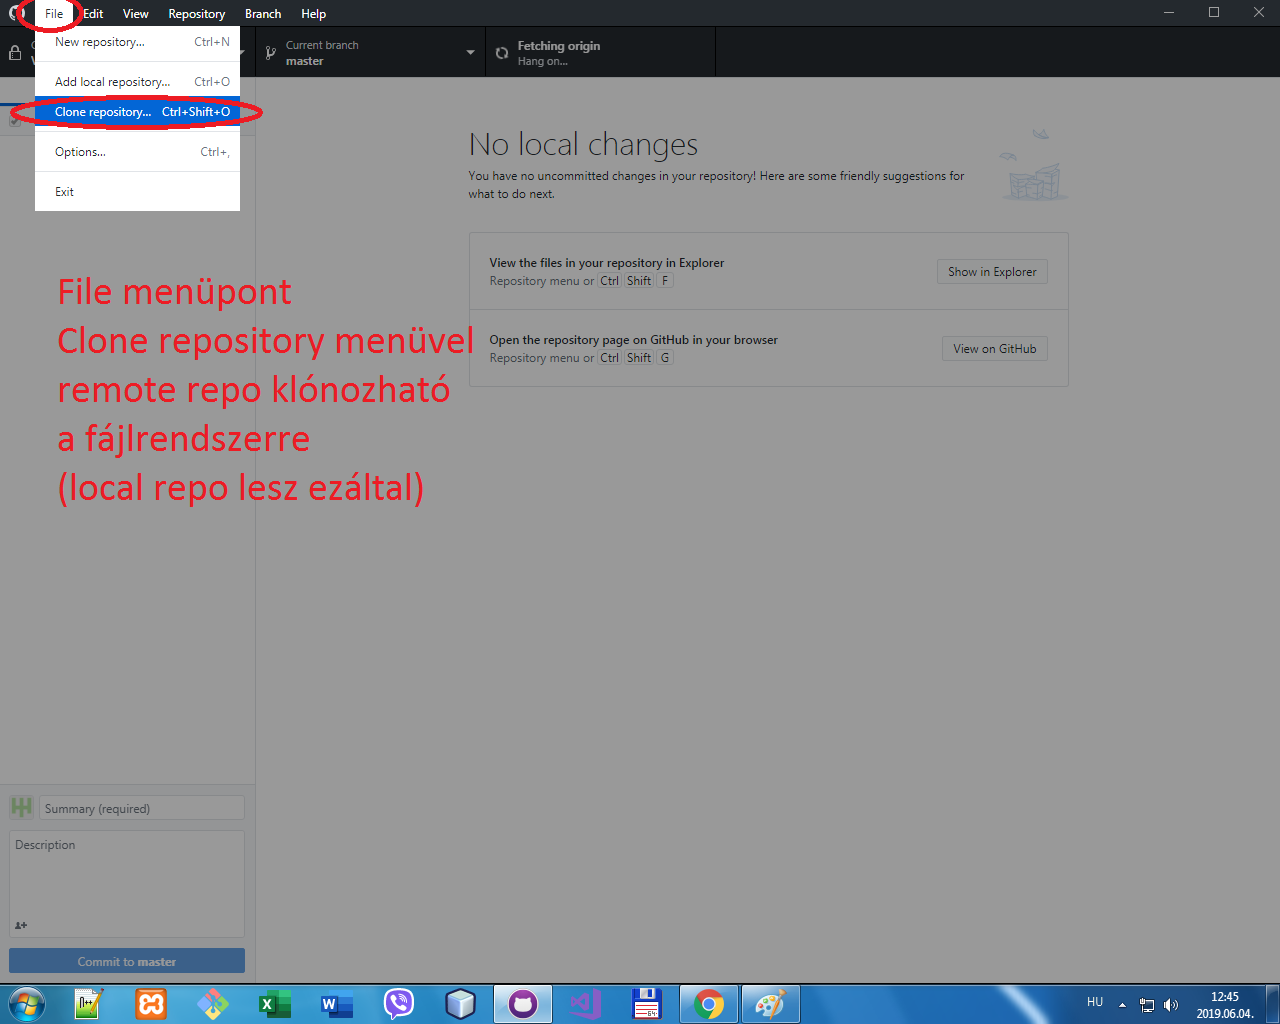 File Edit View Repository Branch Help
New repository... Ctrl+N
Add local repository... Ctrl+O
Clone repository... Ctrl+Shift+O
Options... Ctrl+,
Exit
Current branch
master
Fetching origin
Hang on...
No local changes
You have no uncommitted changes in your repository! Here are some friendly suggestions for
what to do next.
View the files in your repository in Explorer
Repository menu or Ctrl Shift F
Show in Explorer
Open the repository page on GitHub in your browser
Repository menu or Ctrl Shift G
View on GitHub
File menüpont
Clone repository menüvel
remote repo klónozható
a fájlrendszerre
(local repo lesz ezáltal)
Summary (required)
Description
Commit to master
HU
12:45
2019.06.04.